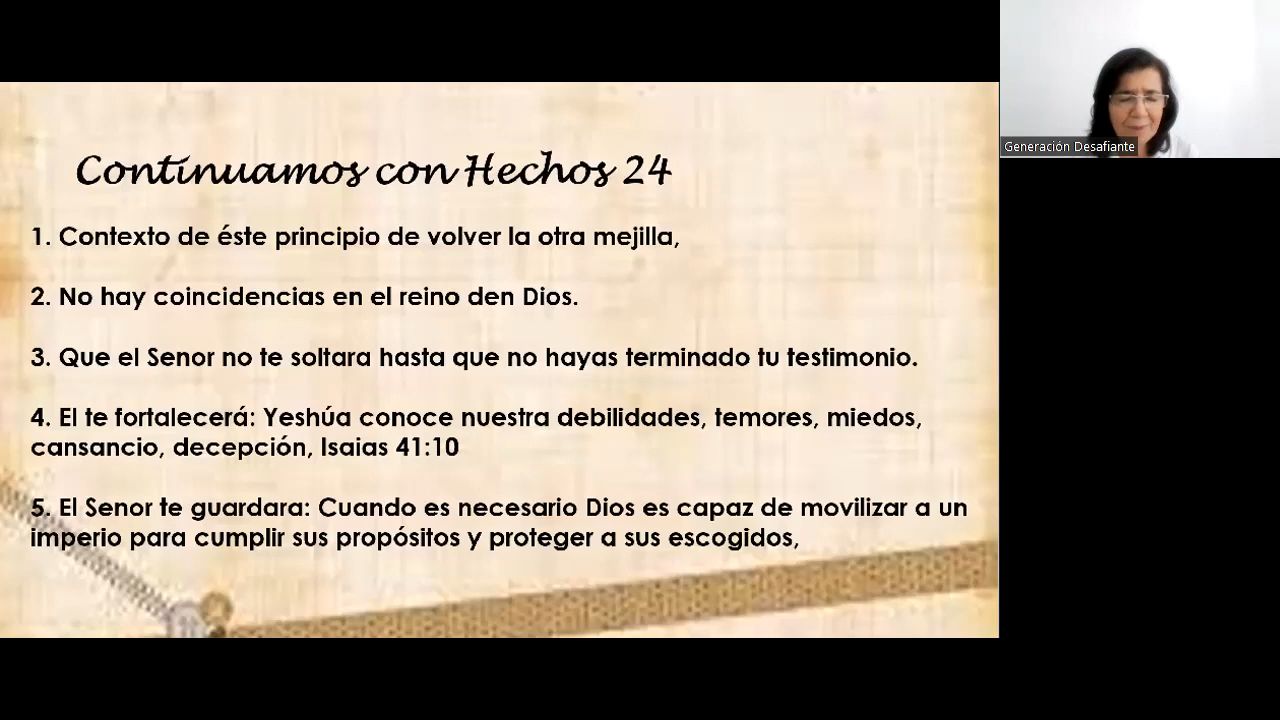 Continuamos con Hechos 24
1. Contexto de éste principio de volver la otra mejilla,
2. No hay coincidencias en el reino den Dios.
3. Que el Senor no te soltara hasta que no hayas terminado tu testimonio.
4. El te fortalecerá: Yeshúa conoce nuestra debilidades, temores, miedos,
cansancio, decepción, Isaias 41:10
5. El Senor te guardara: Cuando es necesario Dios es capaz de movilizar a un
imperio para cumplir sus propósitos y proteger a sus escogidos,
Generación Desafiante